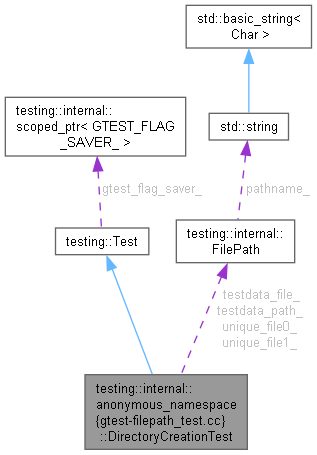 std::basic_string<
Char >
testing::internal::
scoped_ptr< GTEST_FLAG
_SAVER_ >
std::string
gtest_flag_saver_
pathname_
testing::Test
testing::internal::
FilePath
testdata_file_
testdata_path_
unique_file0_
unique_file1_
testing::internal::
anonymous_namespace
{gtest-filepath_test.cc}
::DirectoryCreationTest